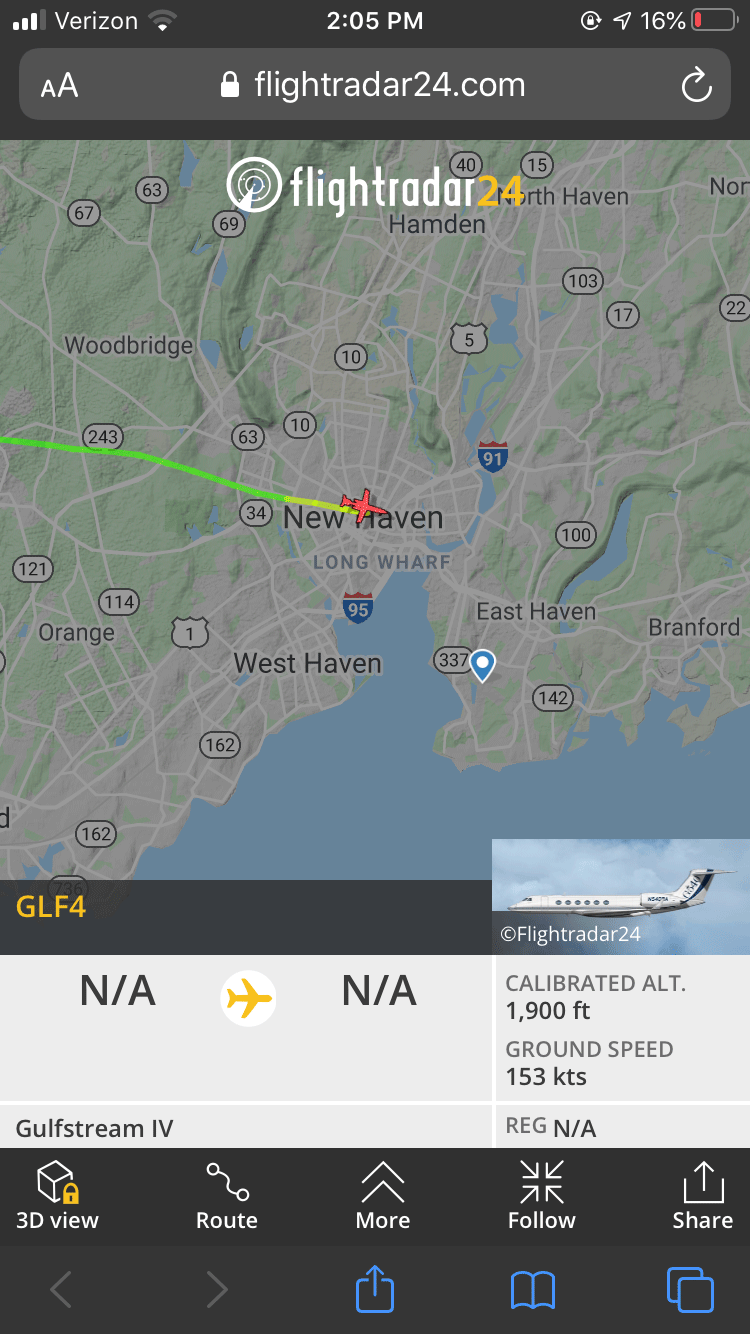 Verizon
2:05 PM
16%
AA
flightradar24.com
40
15
63
flightradar24
North Haven
Nor
67
69
Hamden
103
17
22
5
Woodbridge
10
243
63
10
91
34
New Haven
100
LONG WHARF
121
114
95
East Haven
Orange
1
Branford
West Haven
337
142
162
d
162
736
GLF4
N540TA
©Flightradar24
N/A
N/A
CALIBRATED ALT.
1,900 ft
GROUND SPEED
153 kts
Gulfstream IV
REG N/A
3D view
Route
More
Follow
Share